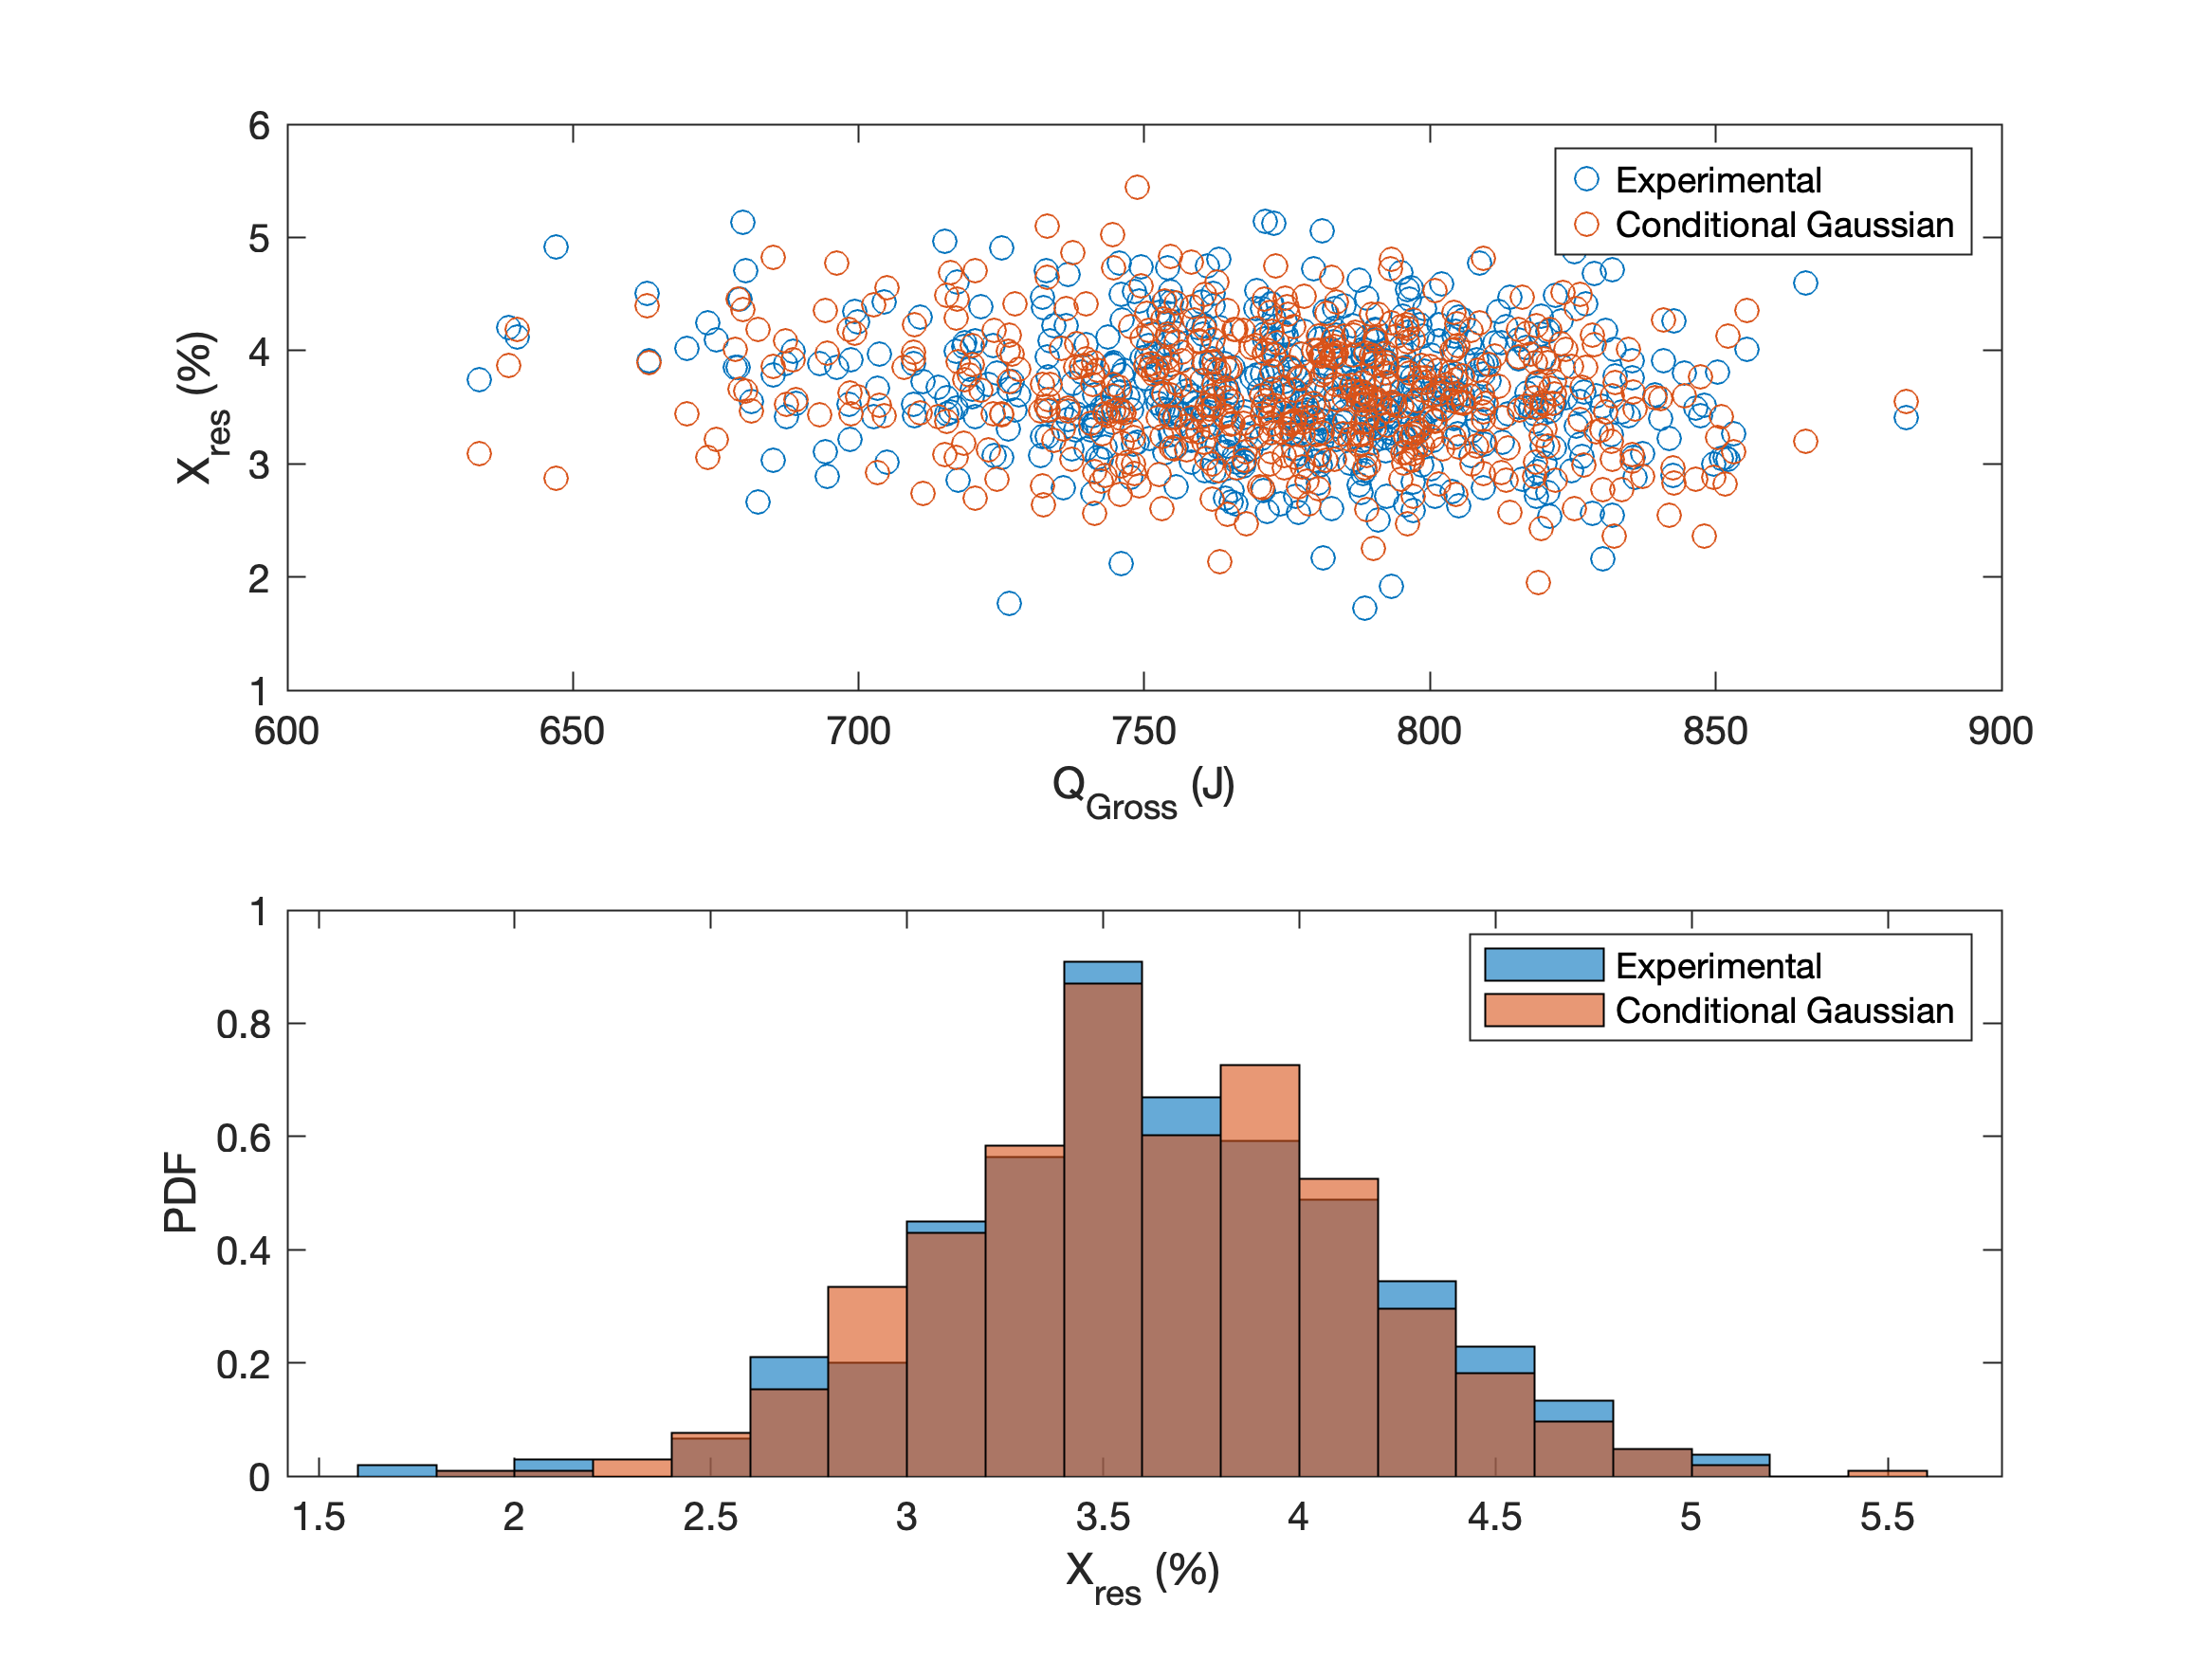 6
5
4
3
2
1
X_res (%)
Experimental
Conditional Gaussian
600 650 700 750 800 850 900
Q_Gross (J)
1
0.8
0.6
0.4
0.2
0
PDF
Experimental
Conditional Gaussian
1.5 2 2.5 3 3.5 4 4.5 5 5.5
X_res (%)